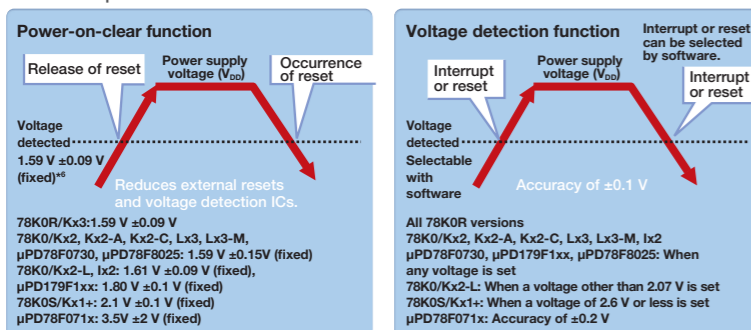 Power-on-clear function
Release of reset
Power supply
voltage (VDD)
Occurrence
of reset
Voltage
detected
1.59 V ±0.09 V
(fixed)*6
Reduces external resets
and voltage detection ICs.
78K0R/Kx3:1.59 V ±0.09 V
78K0/Kx2, Kx2-A, Kx2-C, Lx3, Lx3-M,
μPD78F0730, μPD78F8025: 1.59 V ±0.15V (fixed)
78K0/Kx2-L, Ix2: 1.61 V ±0.09 V (fixed),
μPD179F1xx: 1.80 V ±0.1 V (fixed)
78K0S/Kx1+: 2.1 V ±0.1 V (fixed)
μPD78F071x: 3.5V ±2 V (fixed)
Voltage detection function
Interrupt or reset
can be selected
by software.
Interrupt
or reset
Power supply
voltage (VDD)
Interrupt
or reset
Voltage
detected
Selectable
with
software
Accuracy of ±0.1 V
All 78K0R versions
78K0/Kx2, Kx2-A, Kx2-C, Lx3, Lx3-M, Ix2
μPD78F0730, μPD179F1xx, μPD78F8025: When
any voltage is set
78K0/Kx2-L: When a voltage other than 2.07 V is set
78K0S/Kx1+: When a voltage of 2.6 V or less is set
μPD78F071x: Accuracy of ±0.2 V